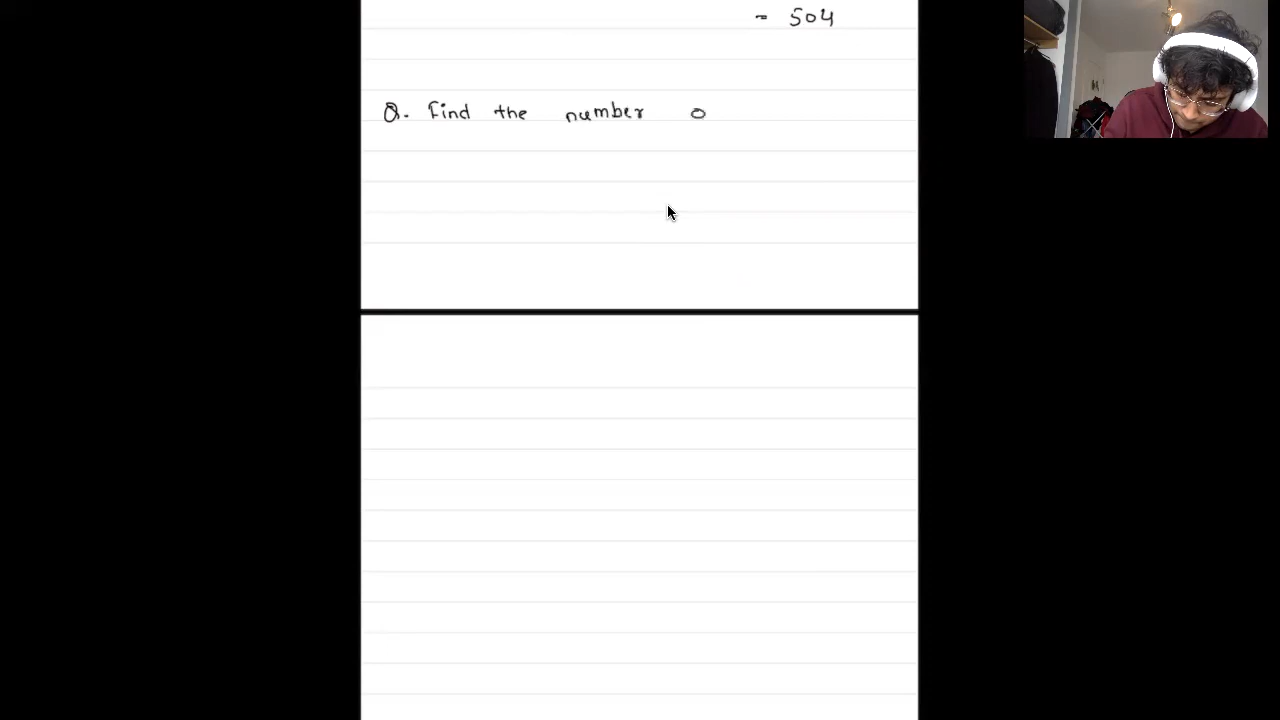 = 504
Q. Find the number o